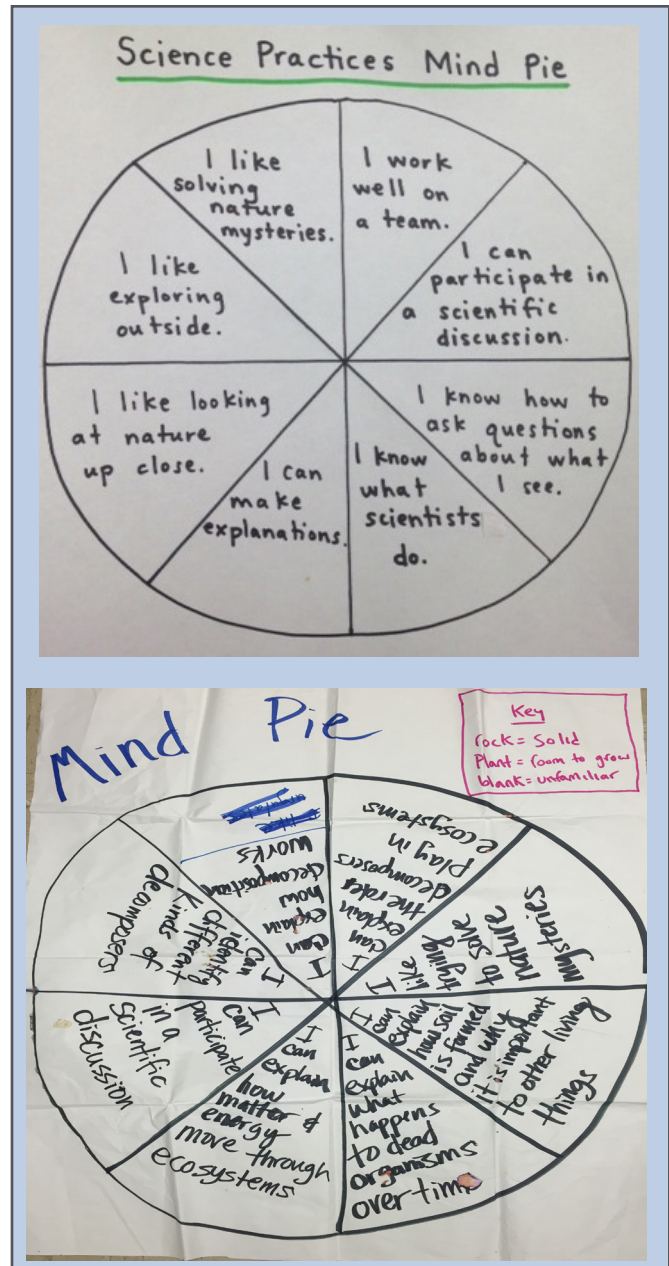 Science Practices Mind Pie
I like
solving
nature
mysteries.
I work
well on
a team.
I can
participate in
a scientific
discussion.
I know how to
ask questions
about what
I see.
I know
what
scientists
do.
I can
make
explanations.
I like looking
at nature
up close.
I like
exploring
outside.
Mind Pie
Key
rock = Solid
Plant = room to grow
blank = unfamiliar
I
can
explain
how
decomposition
works
I
can
explain
the roles
decomposers
play in
ecosystems
I
like
trying
to solve
nature
mysteries
I
can
explain
how soil
is formed
and why
it is important
to other living
things
I
can
explain
what
happens
to dead
organisms
over time
I
can
explain
how
matter &
energy
move through
ecosystems
I
can
participate
in a
scientific
discussion
I
can
identify
different
kinds of
decomposers